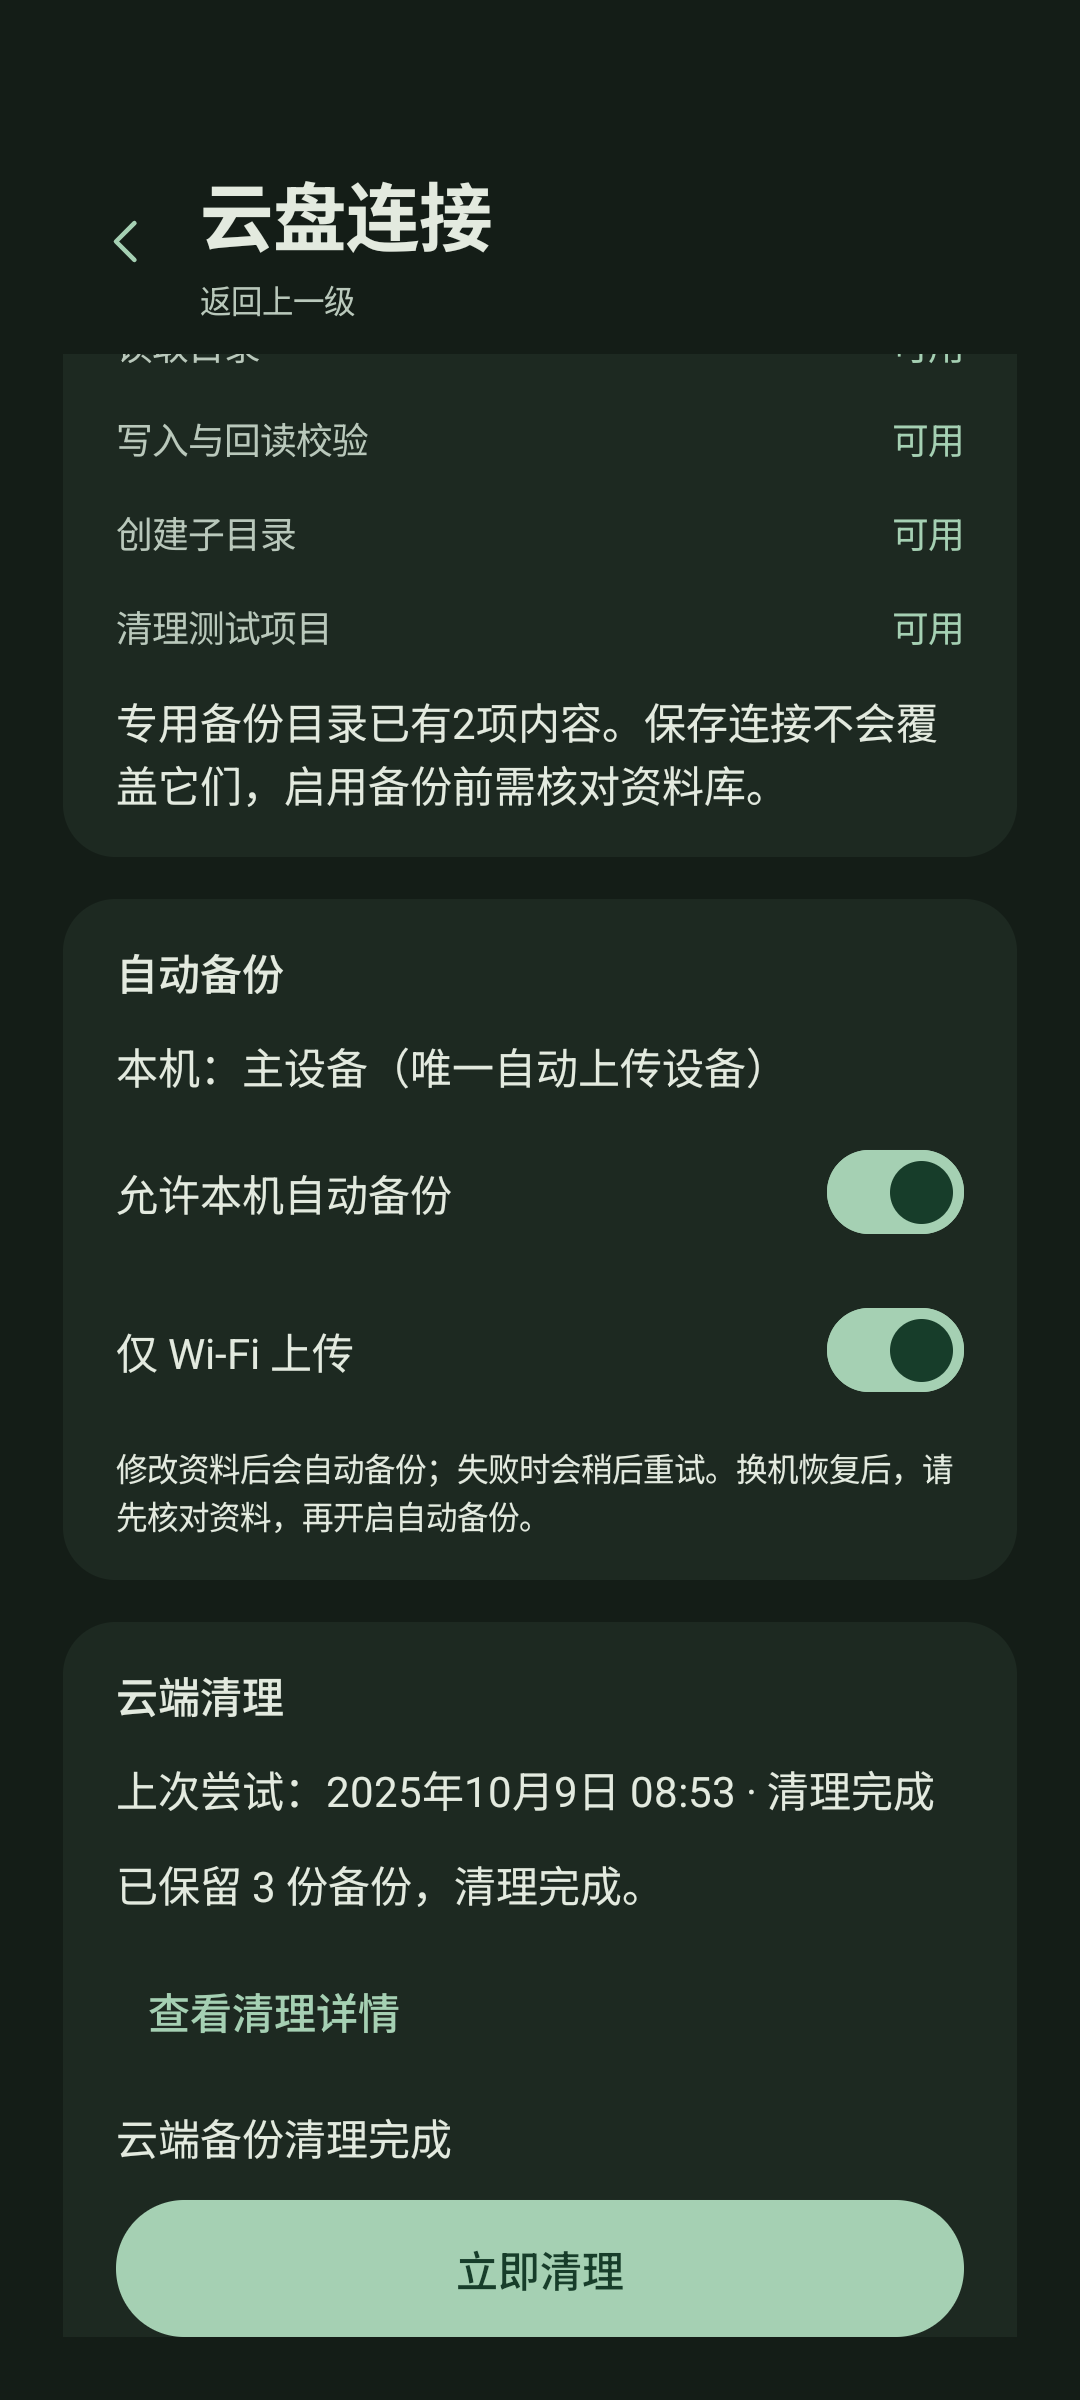 云盘连接
返回上一级
读取目录 可用
写入与回读校验 可用
创建子目录 可用
清理测试项目 可用
专用备份目录已有2项内容。保存连接不会覆
盖它们，启用备份前需核对资料库。
自动备份
本机：主设备（唯一自动上传设备）
允许本机自动备份
仅 Wi-Fi 上传
修改资料后会自动备份；失败时会稍后重试。换机恢复后，请
先核对资料，再开启自动备份。
云端清理
上次尝试：2025年10月9日 08:53 · 清理完成
已保留 3 份备份，清理完成。
查看清理详情
云端备份清理完成
立即清理